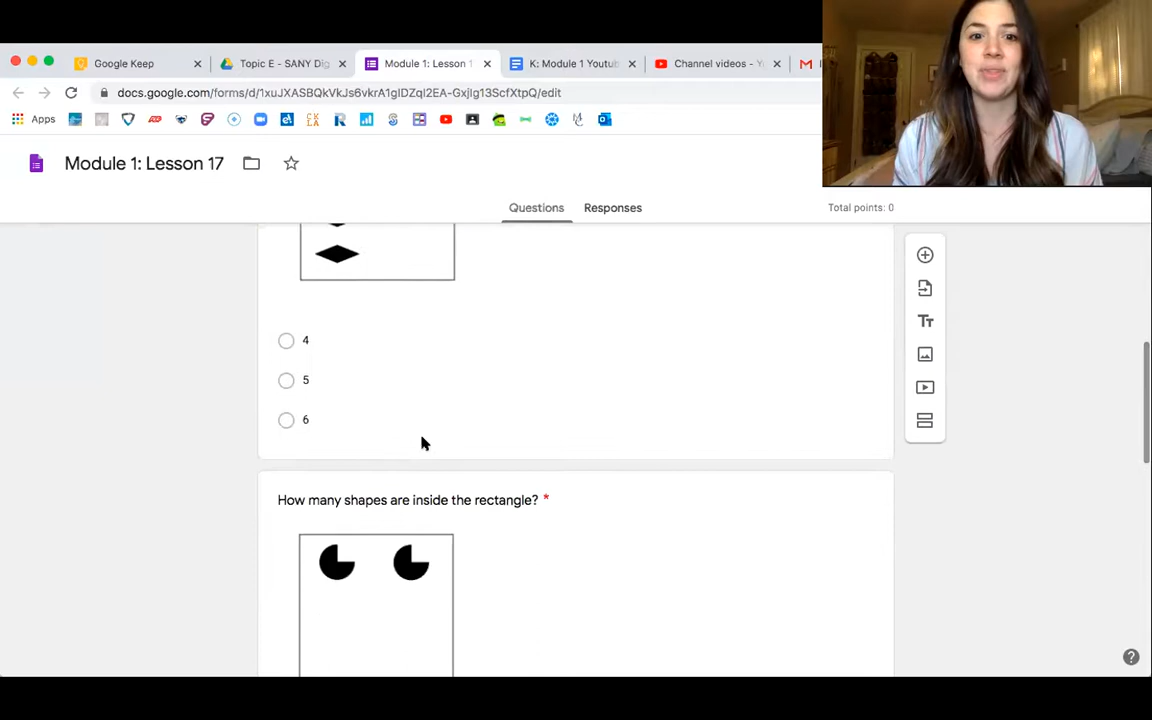 Google Keep
Topic E - SANY Dig
Module 1: Lesson 1
K: Module 1 Youtub
Channel videos - Y
docs.google.com/forms/d/1xuJXASBQkVkJs6vkrA1gIDZqI2EA-GxjIg13ScfXtpQ/edit
Apps
Module 1: Lesson 17
Questions
Responses
Total points: 0
4
5
6
How many shapes are inside the rectangle? *